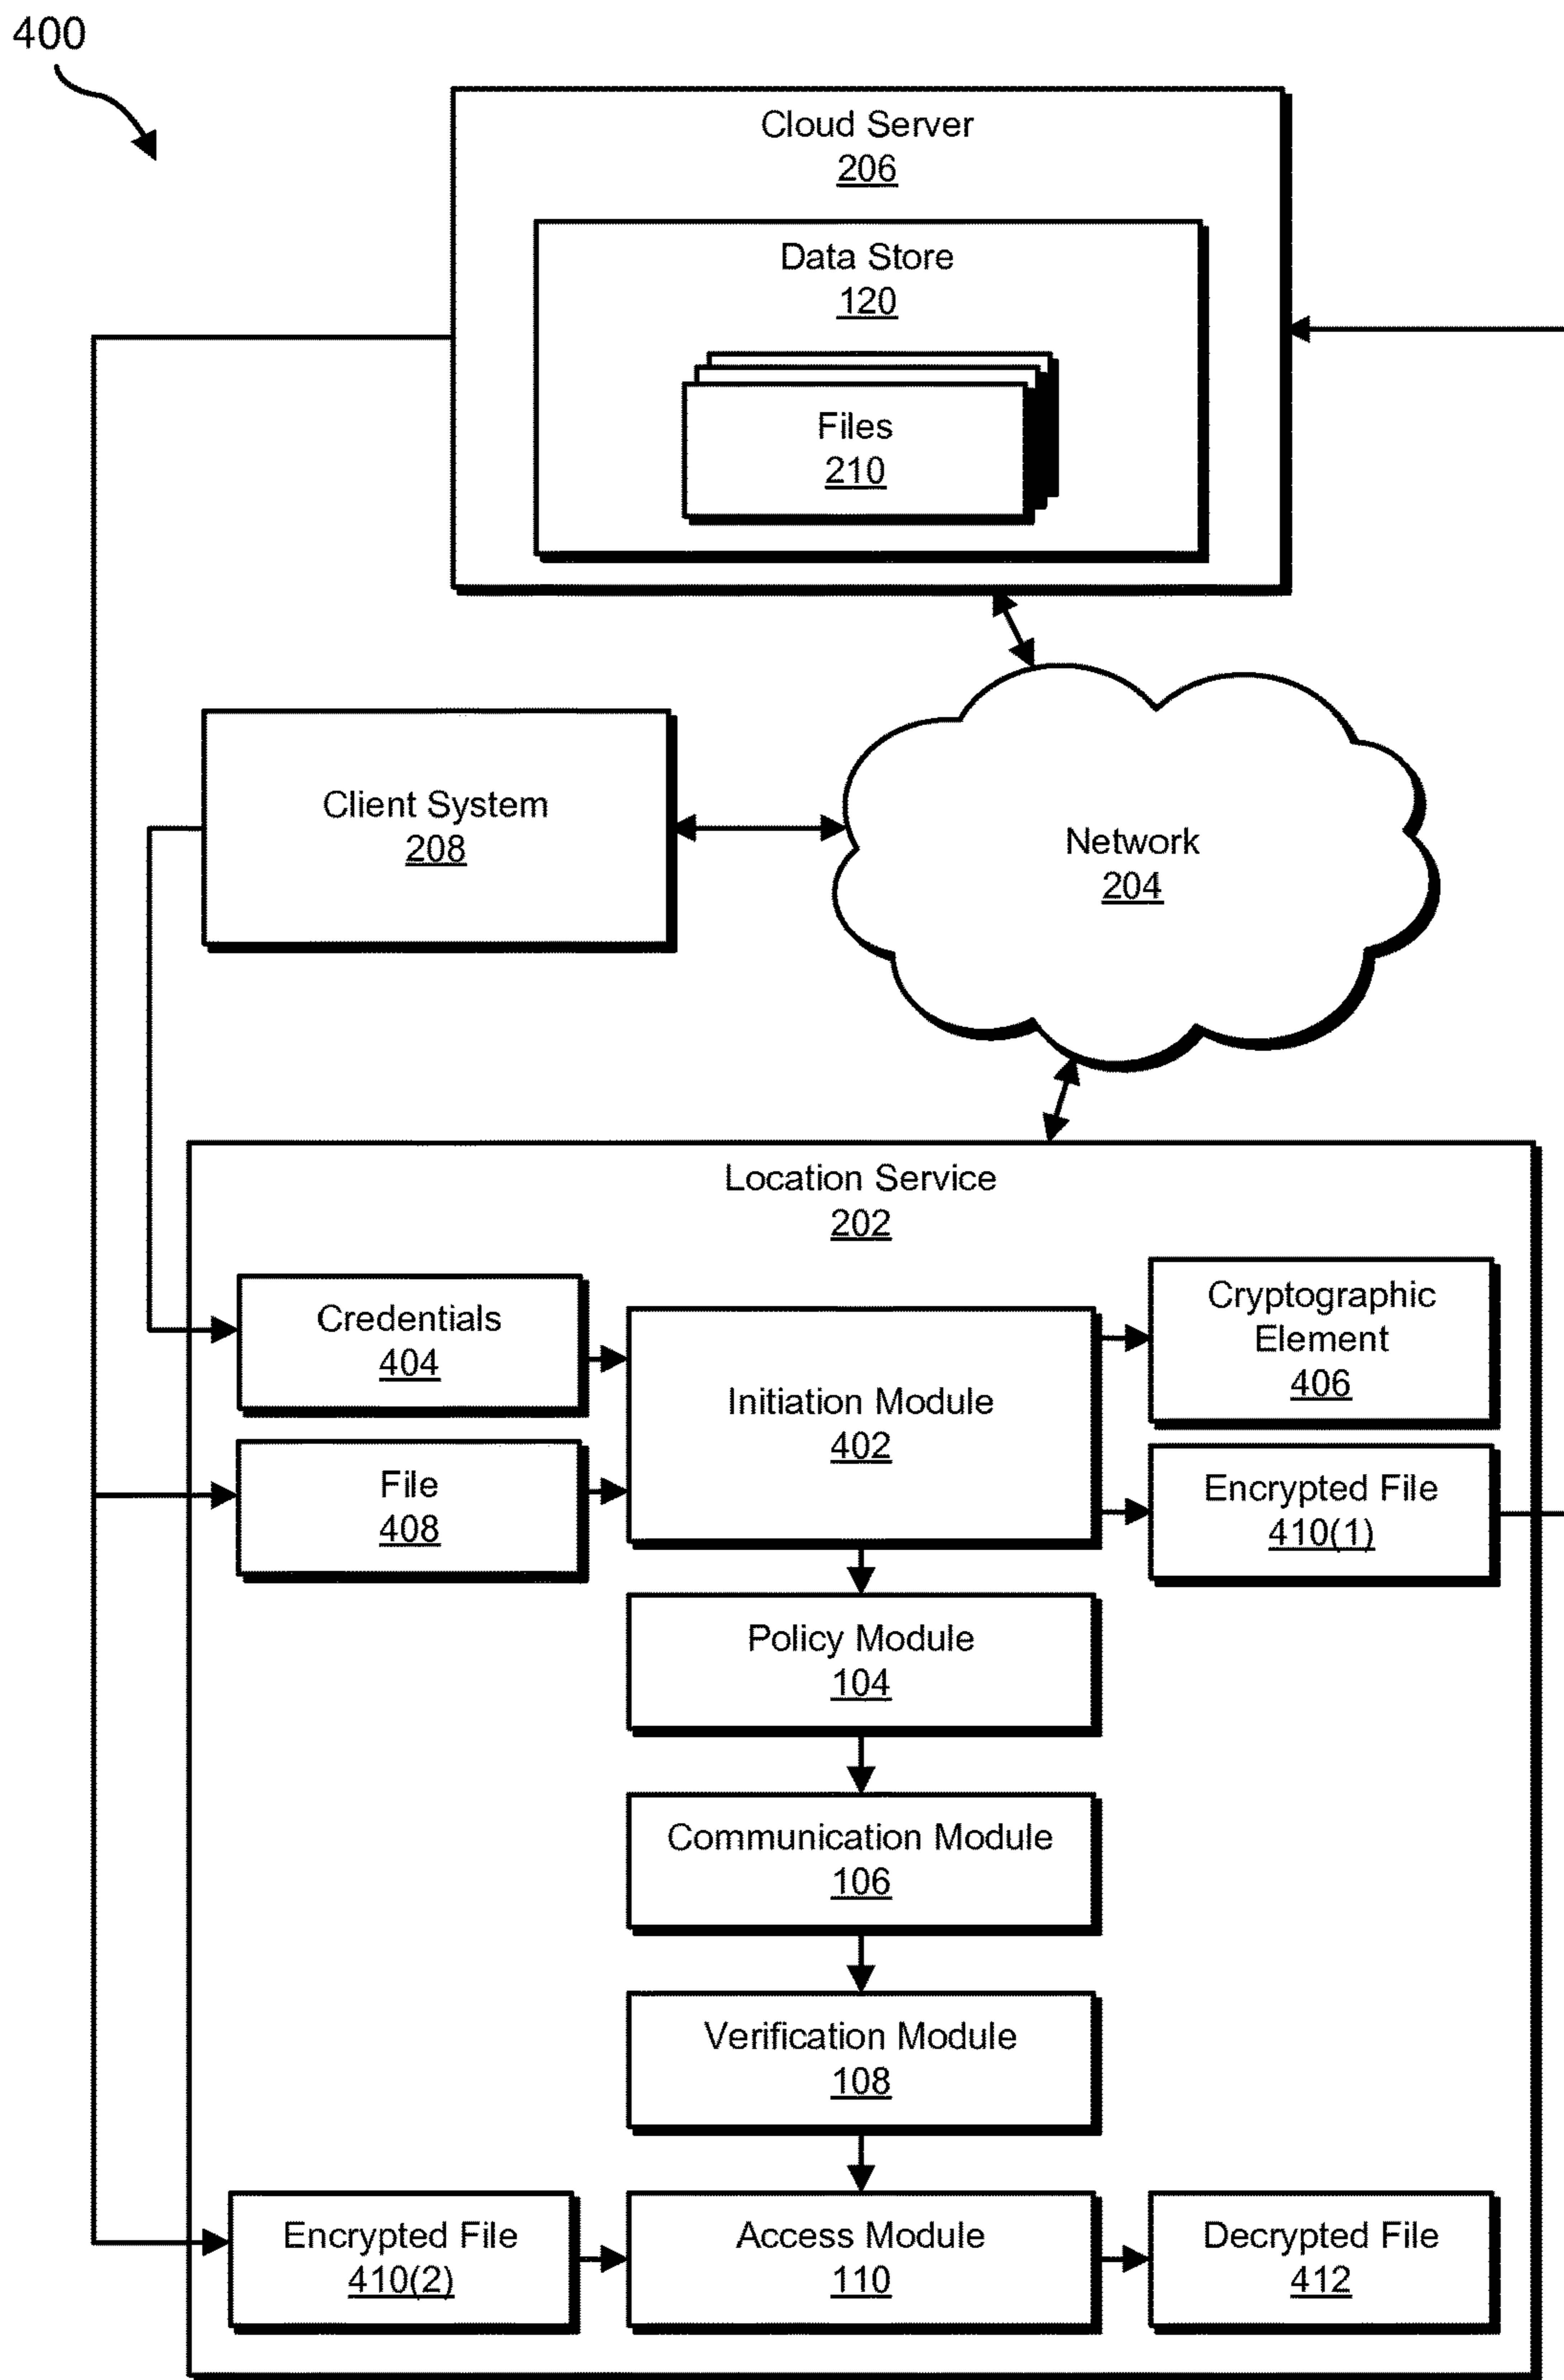 400
Cloud Server
206
Data Store
120
Files
210
Client System
208
Network
204
Location Service
202
Credentials
404
File
408
Initiation Module
402
Cryptographic
Element
406
Encrypted File
410(1)
Policy Module
104
Communication Module
106
Verification Module
108
Encrypted File
410(2)
Access Module
110
Decrypted File
412